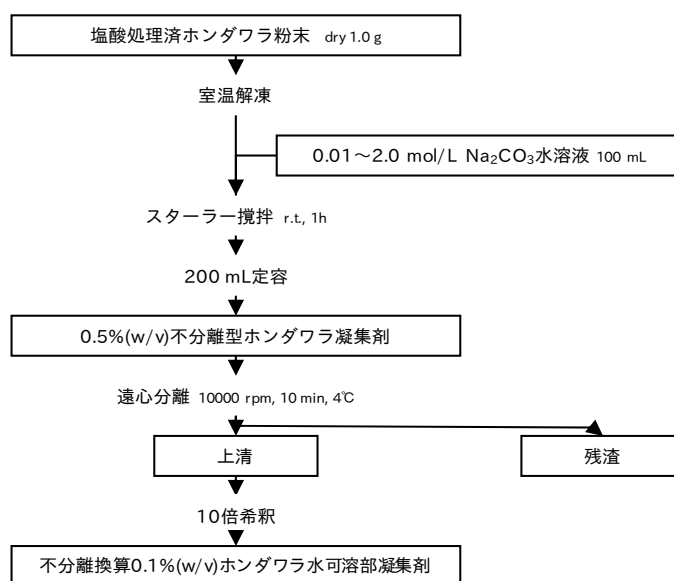 塩酸処理済ホンダワラ粉末 dry 1.0 g
室温解凍
0.01～2.0 mol/L Na₂CO₃水溶液 100 mL
スターラー撹拌 r.t., 1h
200 mL定容
0.5%(w/v)不分離型ホンダワラ凝集剤
遠心分離 10000 rpm, 10 min, 4℃
上清
残渣
10倍希釈
不分離換算0.1%(w/v)ホンダワラ水可溶部凝集剤